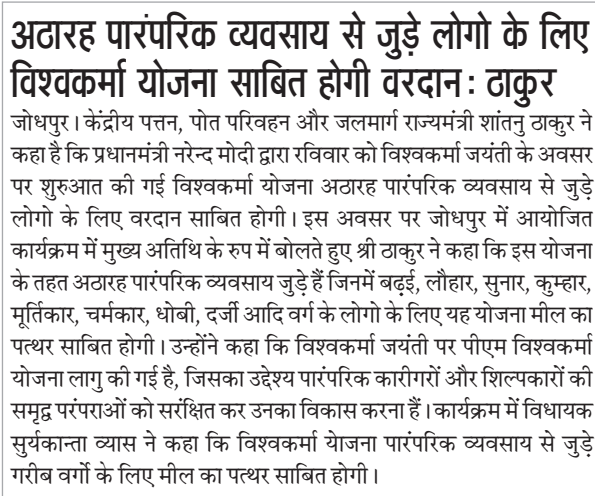 अठारह पारंपरिक व्यवसाय से जुड़े लोगो के लिए
विश्वकर्मा योजना साबित होगी वरदान: ठाकुर
जोधपुर। केंद्रीय पत्तन, पोत परिवहन और जलमार्ग राज्यमंत्री शांतनु ठाकुर ने
कहा है कि प्रधानमंत्री नरेन्द मोदी द्वारा रविवार को विश्वकर्मा जयंती के अवसर
पर शुरुआत की गई विश्वकर्मा योजना अठारह पारंपरिक व्यवसाय से जुड़े
लोगो के लिए वरदान साबित होगी। इस अवसर पर जोधपुर में आयोजित
कार्यक्रम में मुख्य अतिथि के रुप में बोलते हुए श्री ठाकुर ने कहा कि इस योजना
के तहत अठारह पारंपरिक व्यवसाय जुड़े हैं जिनमें बढ़ई, लौहार, सुनार, कुम्हार,
मूर्तिकार, चर्मकार, धोबी, दर्जी आदि वर्ग के लोगो के लिए यह योजना मील का
पत्थर साबित होगी। उन्होंने कहा कि विश्वकर्मा जयंती पर पीएम विश्वकर्मा
योजना लागु की गई है, जिसका उद्देश्य पारंपरिक कारीगरों और शिल्पकारों की
समृद्व परंपराओं को सरंक्षित कर उनका विकास करना हैं। कार्यक्रम में विधायक
सुर्यकान्ता व्यास ने कहा कि विश्वकर्मा येाजना पारंपरिक व्यवसाय से जुड़े
गरीब वर्गो के लिए मील का पत्थर साबित होगी।